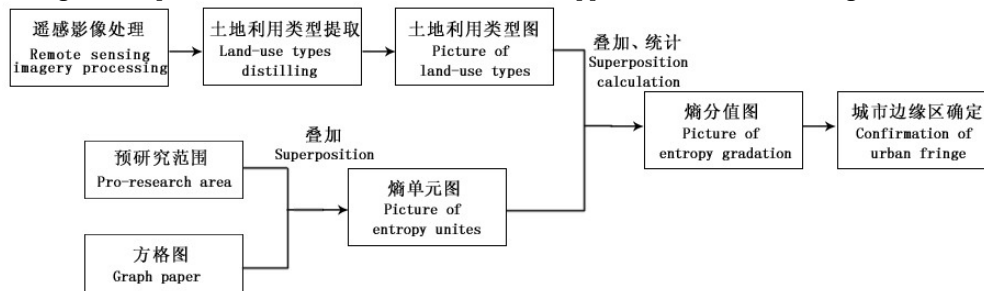 遥感影像处理
Remote sensing
imagery processing
土地利用类型提取
Land-use types
distilling
土地利用类型图
Picture of
land-use types
叠加、统计
Superposition
calculation
熵分值图
Picture of
entropy gradation
城市边缘区确定
Confirmation of
urban fringe
预研究范围
Pro-research area
叠加
Superposition
熵单元图
Picture of
entropy unites
方格图
Graph paper